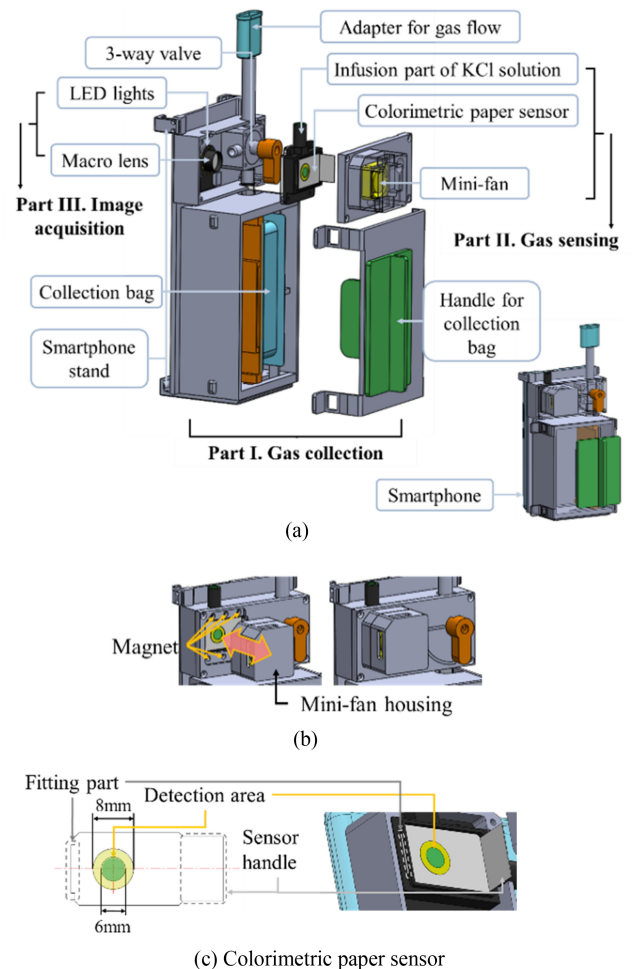 Adapter for gas flow
3-way valve
Infusion part of KCl solution
LED lights
Colorimetric paper sensor
Macro lens
Mini-fan
Part III. Image
acquisition
Part II. Gas sensing
Collection bag
Handle for
collection
bag
Smartphone
stand
Part I. Gas collection
Smartphone
(a)
Magnet
Mini-fan housing
(b)
Fitting part
Detection area
8mm
Sensor
handle
6mm
(c) Colorimetric paper sensor